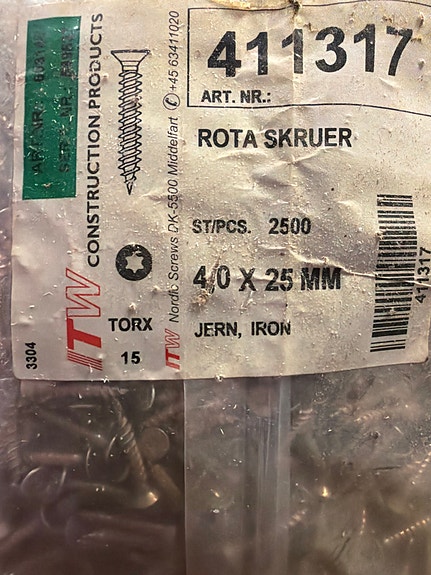 411317
ART. NR.:
ROTA SKRUER
ST/PCS. 2500
4,0 X 25 MM
JERN, IRON
411317
TORX
15
ITW CONSTRUCTION PRODUCTS
ITW Nordic Screws DK-5500 Middelfart ✆ +45 63411020
3304